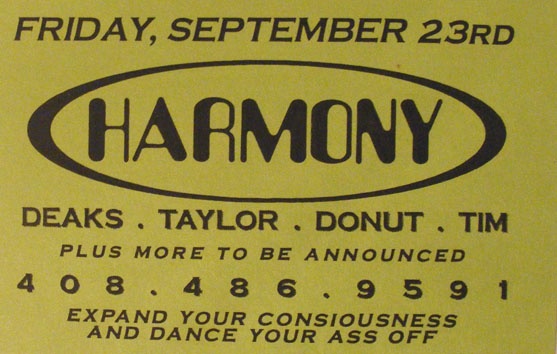 FRIDAY, SEPTEMBER 23RD
HARMONY
DEAKS . TAYLOR . DONUT . TIM
PLUS MORE TO BE ANNOUNCED
408.486.9591
EXPAND YOUR CONSIOUSNESS
AND DANCE YOUR ASS OFF